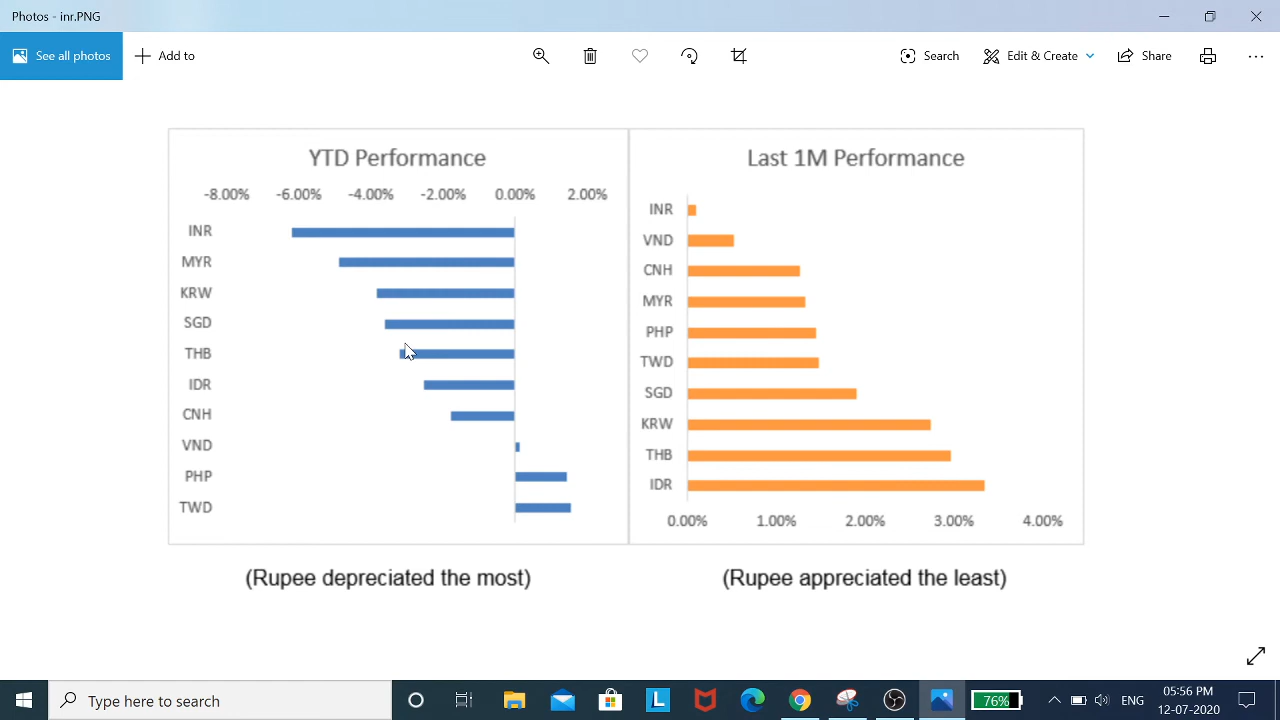 Photos - inr.PNG
See all photos
Add to
Search
Edit & Create
Share
YTD Performance
-8.00% -6.00% -4.00% -2.00% 0.00% 2.00%
INR
MYR
KRW
SGD
THB
IDR
CNH
VND
PHP
TWD
(Rupee depreciated the most)
Last 1M Performance
INR
VND
CNH
MYR
PHP
TWD
SGD
KRW
THB
IDR
0.00% 1.00% 2.00% 3.00% 4.00%
(Rupee appreciated the least)
Type here to search
L
76%
ENG
05:56 PM
12-07-2020